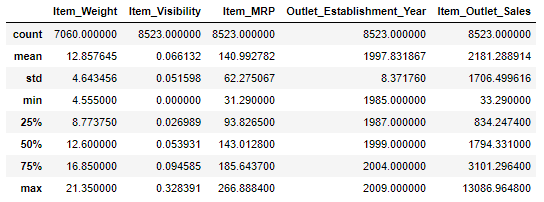 Item_Weight Item_Visibility Item_MRP Outlet_Establishment_Year Item_Outlet_Sales
count 7060.000000 8523.000000 8523.000000 8523.000000 8523.000000
mean 12.857645 0.066132 140.992782 1997.831867 2181.288914
std 4.643456 0.051598 62.275067 8.371760 1706.499616
min 4.555000 0.000000 31.290000 1985.000000 33.290000
25% 8.773750 0.026989 93.826500 1987.000000 834.247400
50% 12.600000 0.053931 143.012800 1999.000000 1794.331000
75% 16.850000 0.094585 185.643700 2004.000000 3101.296400
max 21.350000 0.328391 266.888400 2009.000000 13086.964800